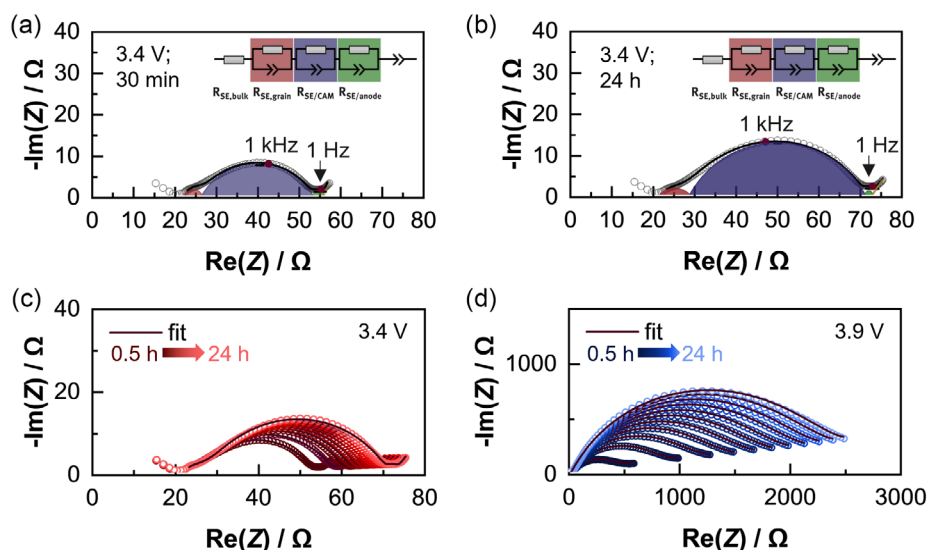 (a)
3.4 V;
30 min
R_SE,bulk R_SE,grain R_SE/CAM R_SE/anode
1 kHz
1 Hz
40
30
20
10
0
-Im(Z) / Ω
0 10 20 30 40 50 60 70 80
Re(Z) / Ω
(b)
3.4 V;
24 h
R_SE,bulk R_SE,grain R_SE/CAM R_SE/anode
1 kHz
1 Hz
40
30
20
10
0
-Im(Z) / Ω
0 10 20 30 40 50 60 70 80
Re(Z) / Ω
(c)
fit
0.5 h 24 h
3.4 V
40
20
0
-Im(Z) / Ω
0 20 40 60 80
Re(Z) / Ω
(d)
fit
0.5 h 24 h
3.9 V
1000
0
-Im(Z) / Ω
0 1000 2000 3000
Re(Z) / Ω